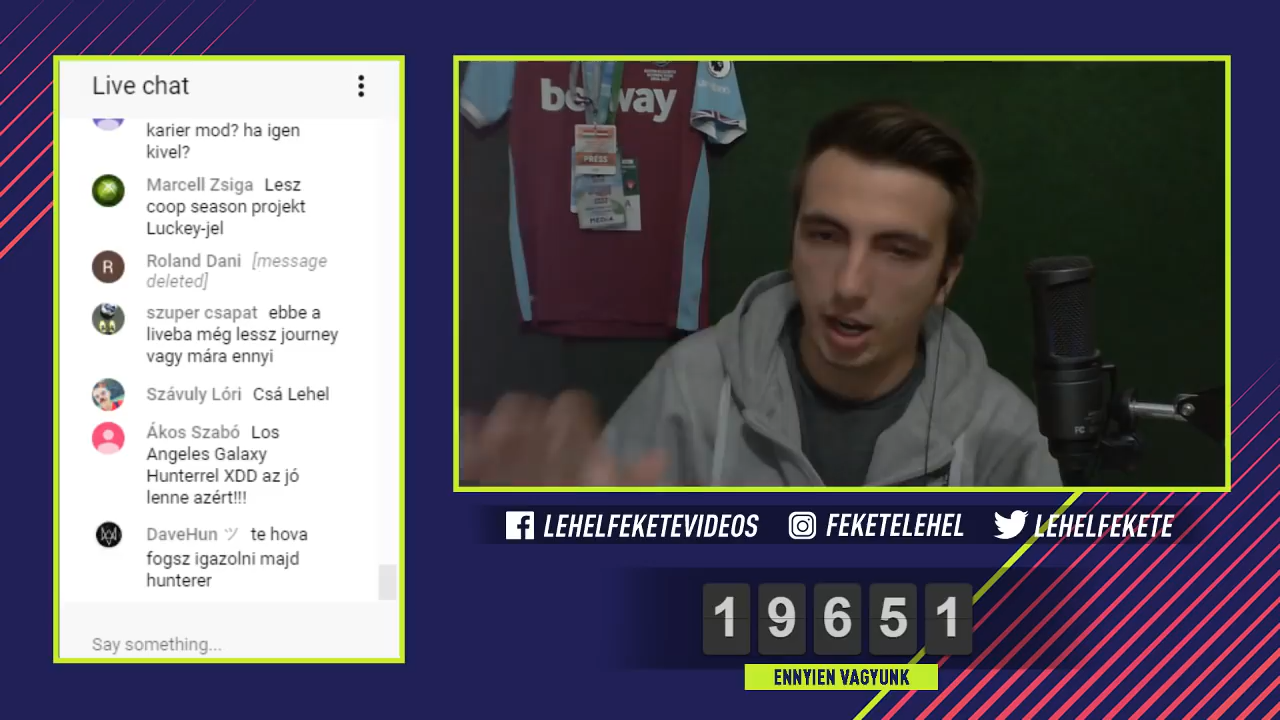 Live chat
karier mod? ha igen
kivel?
Marcell Zsiga Lesz
coop season projekt
Luckey-jel
R
Roland Dani [message
deleted]
szuper csapat ebbe a
liveba még lessz journey
vagy mára ennyi
Szávuly Lóri Csá Lehel
Ákos Szabó Los
Angeles Galaxy
Hunterrel XDD az jó
lenne azért!!!
DaveHun ツ te hova
fogsz igazolni majd
hunterer
Say something...
be way
PRESS
MEDIA
A
LEHELFEKETEVIDEOS
FEKETELEHEL
LEHELFEKETE
19651
ENNYIEN VAGYUNK